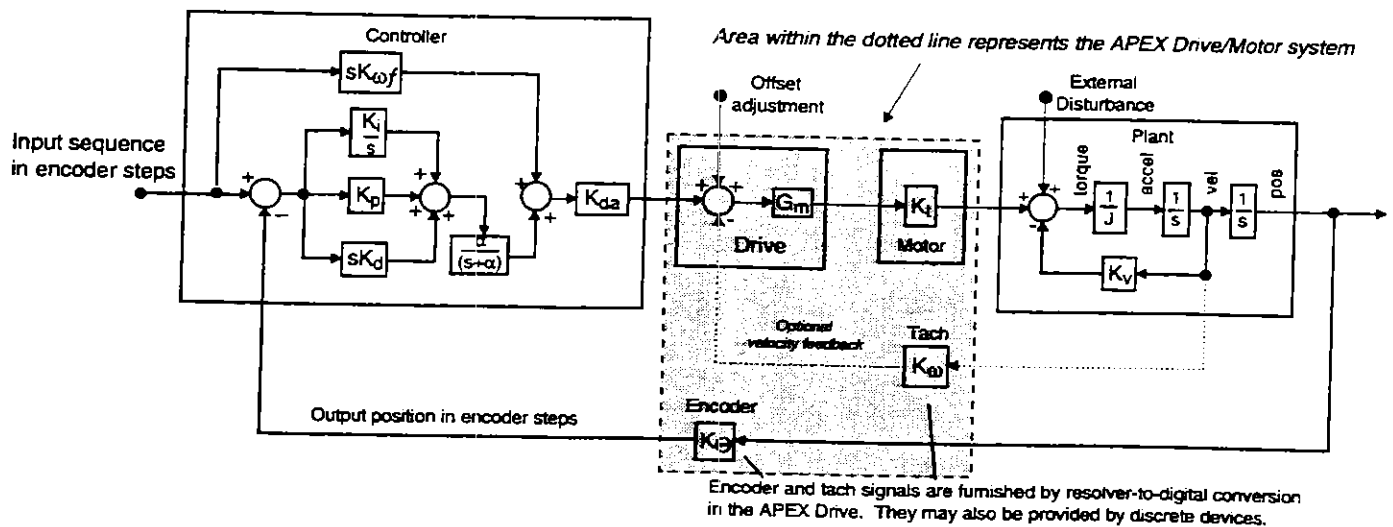 Controller
Area within the dotted line represents the APEX Drive/Motor system
sKωf
Offset
adjustment
External
Disturbance
Input sequence
in encoder steps
Ki
s
Plant
torque
accel
vel
pos
+
−
Kp
+
+
+
+
+
Kda
+
+
-
Gm
Kt
+
+
-
1
J
1
s
1
s
sKd
α
(s+α)
Drive
Motor
Kv
Optional
velocity feedback
Tach
Kω
Output position in encoder steps
Encoder
Encoder and tach signals are furnished by resolver-to-digital conversion
in the APEX Drive. They may also be provided by discrete devices.